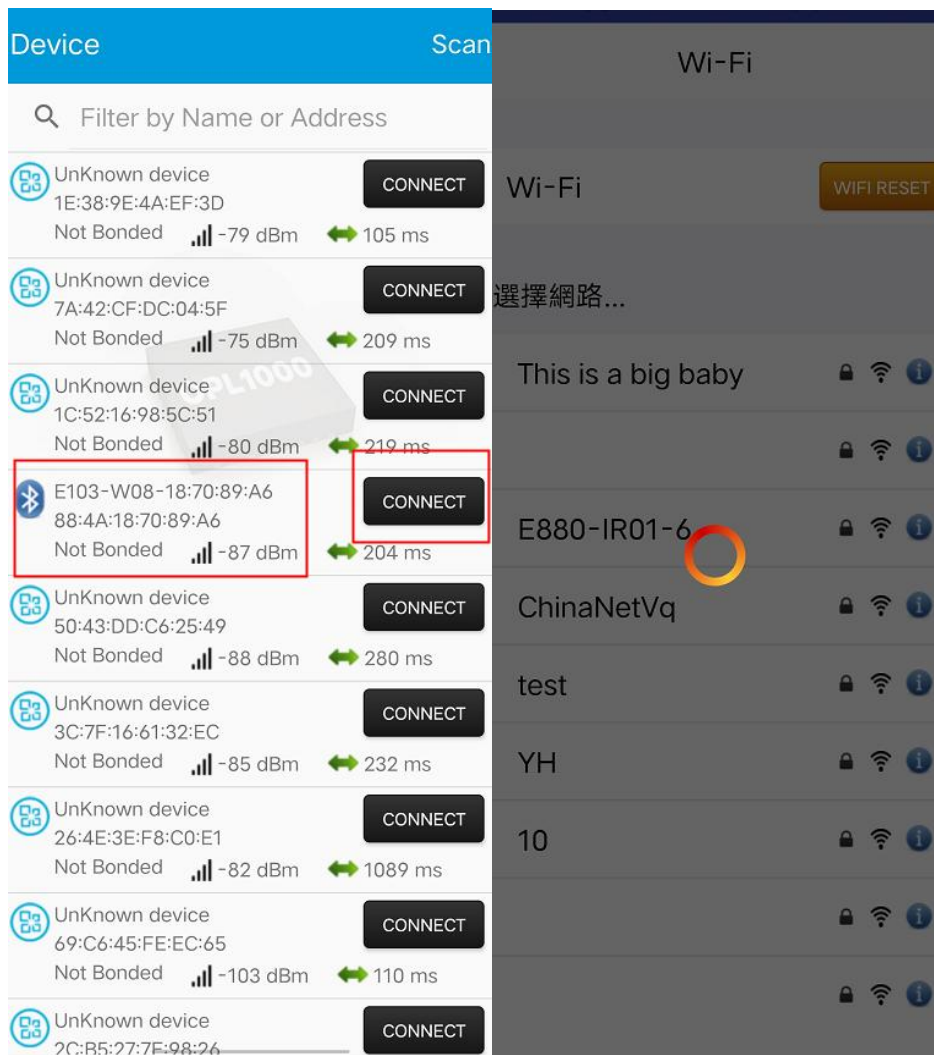 Device
Scan
Filter by Name or Address
UnKnown device
CONNECT
1E:38:9E:4A:EF:3D
Not Bonded
-79 dBm
105 ms
UnKnown device
CONNECT
7A:42:CF:DC:04:5F
Not Bonded
-75 dBm
209 ms
UnKnown device
CONNECT
1C:52:16:98:5C:51
Not Bonded
-80 dBm
219 ms
E103-W08-18:70:89:A6
CONNECT
88:4A:18:70:89:A6
Not Bonded
-87 dBm
204 ms
UnKnown device
CONNECT
50:43:DD:C6:25:49
Not Bonded
-88 dBm
280 ms
UnKnown device
CONNECT
3C:7F:16:61:32:EC
Not Bonded
-85 dBm
232 ms
UnKnown device
CONNECT
26:4E:3E:F8:C0:E1
Not Bonded
-82 dBm
1089 ms
UnKnown device
CONNECT
69:C6:45:FE:EC:65
Not Bonded
-103 dBm
110 ms
UnKnown device
CONNECT
2C:B5:27:7F:98:26
Wi-Fi
Wi-Fi
WIFI RESET
選擇網路...
This is a big baby
E880-IR01-6
ChinaNetVq
test
YH
10